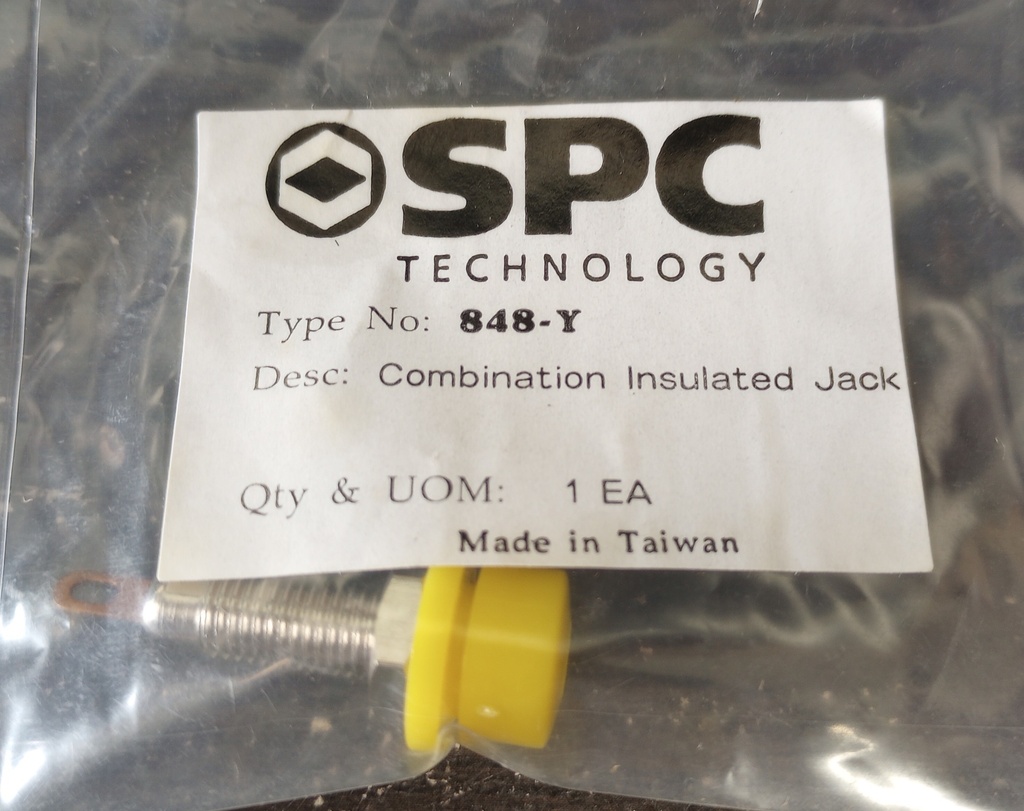 SPC
TECHNOLOGY
Type No: 848-Y
Desc: Combination Insulated Jack
Qty & UOM: 1 EA
Made in Taiwan